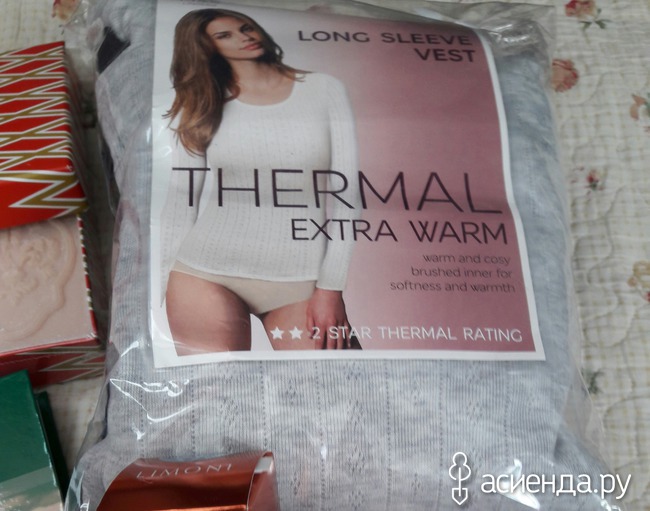 LONG SLEEVE
VEST
THERMAL
EXTRA WARM
warm and cosy
brushed inner for
softness and warmth
2 STAR THERMAL RATING
асиенда.ру